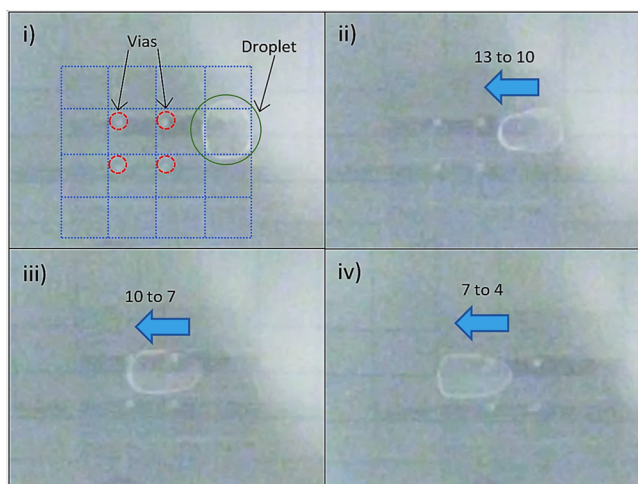 i)
Vias
Droplet
ii)
13 to 10
iii)
10 to 7
iv)
7 to 4